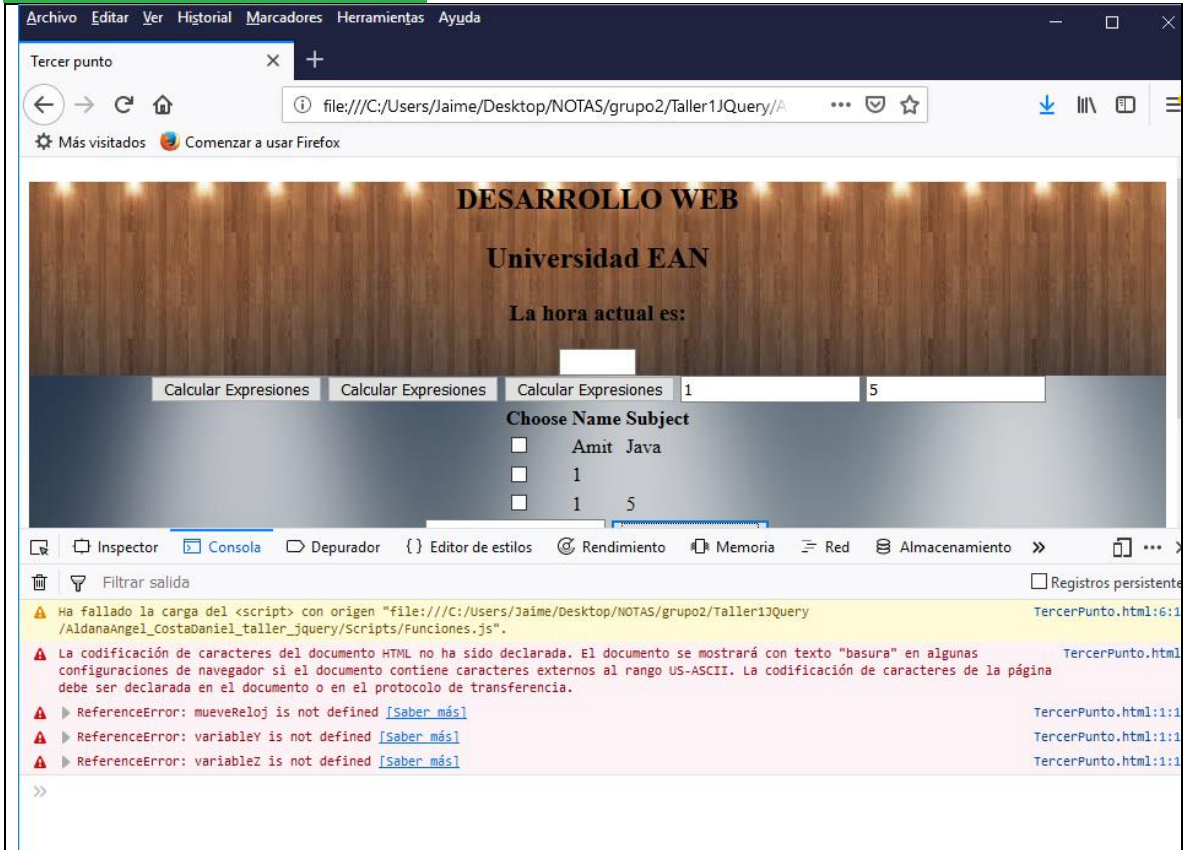 Archivo Editar Ver Historial Marcadores Herramientas Ayuda
Tercer punto
file:///C:/Users/Jaime/Desktop/NOTAS/grupo2/Taller1JQuery/A
Más visitados Comenzar a usar Firefox
DESARROLLO WEB
Universidad EAN
La hora actual es:
Calcular Expresiones Calcular Expresiones Calcular Expresiones 1 5
Choose Name Subject
Amit Java
1
1 5
Inspector Consola Depurador {} Editor de estilos Rendimiento Memoria Red Almacenamiento »
Filtrar salida Registros persistente
Ha fallado la carga del <script> con origen "file:///C:/Users/Jaime/Desktop/NOTAS/grupo2/Taller1JQuery TercerPunto.html:6:1
/AldanaAngel_CostaDaniel_taller_jquery/Scripts/Funciones.js".
La codificación de caracteres del documento HTML no ha sido declarada. El documento se mostrará con texto "basura" en algunas TercerPunto.html
configuraciones de navegador si el documento contiene caracteres externos al rango US-ASCII. La codificación de caracteres de la página
debe ser declarada en el documento o en el protocolo de transferencia.
ReferenceError: mueveReloj is not defined [Saber más] TercerPunto.html:1:1
ReferenceError: variableY is not defined [Saber más] TercerPunto.html:1:1
ReferenceError: variableZ is not defined [Saber más] TercerPunto.html:1:1
»